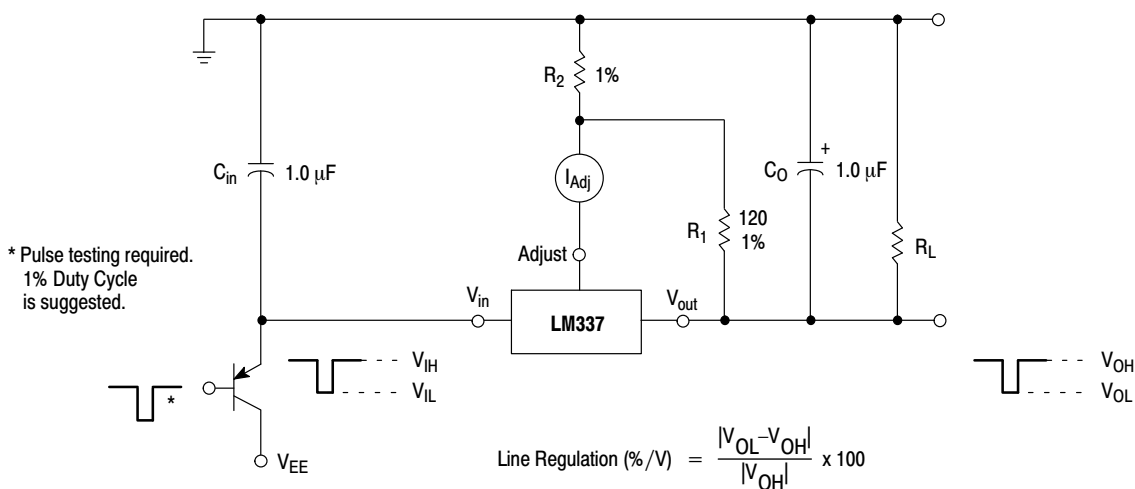 R2 1%
Cin 1.0 μF
IAdj
CO + 1.0 μF
R1 120 1%
RL
* Pulse testing required.
1% Duty Cycle
is suggested.
Adjust
Vin
LM337
Vout
VIH
VIL
*
VEE
VOH
VOL
Line Regulation (%/V) = |VOL–VOH| / |VOH| x 100